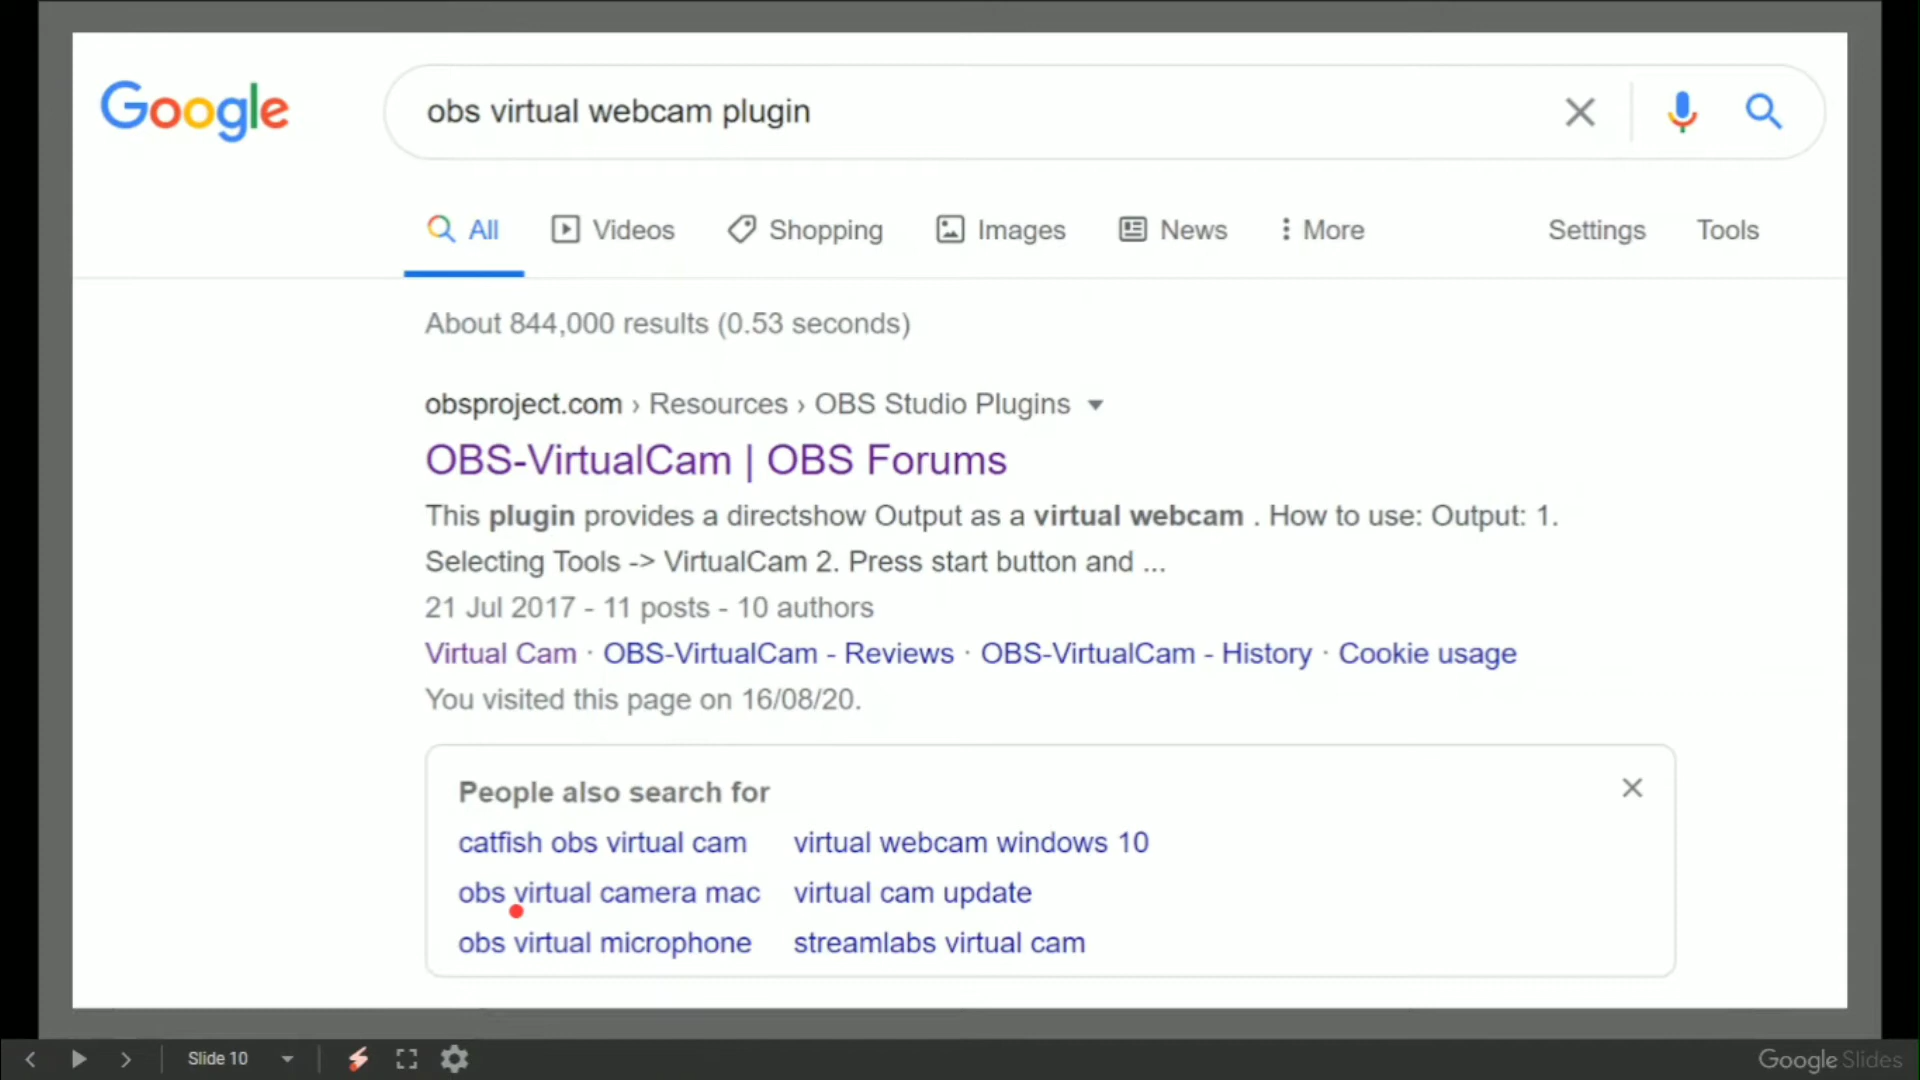 Google
obs virtual webcam plugin
All Videos Shopping Images News More Settings Tools
About 844,000 results (0.53 seconds)
obsproject.com › Resources › OBS Studio Plugins
OBS-VirtualCam | OBS Forums
This plugin provides a directshow Output as a virtual webcam . How to use: Output: 1.
Selecting Tools -> VirtualCam 2. Press start button and ...
21 Jul 2017 - 11 posts - 10 authors
Virtual Cam · OBS-VirtualCam - Reviews · OBS-VirtualCam - History · Cookie usage
You visited this page on 16/08/20.
People also search for
catfish obs virtual cam virtual webcam windows 10
obs virtual camera mac virtual cam update
obs virtual microphone streamlabs virtual cam
Slide 10 Google Slides